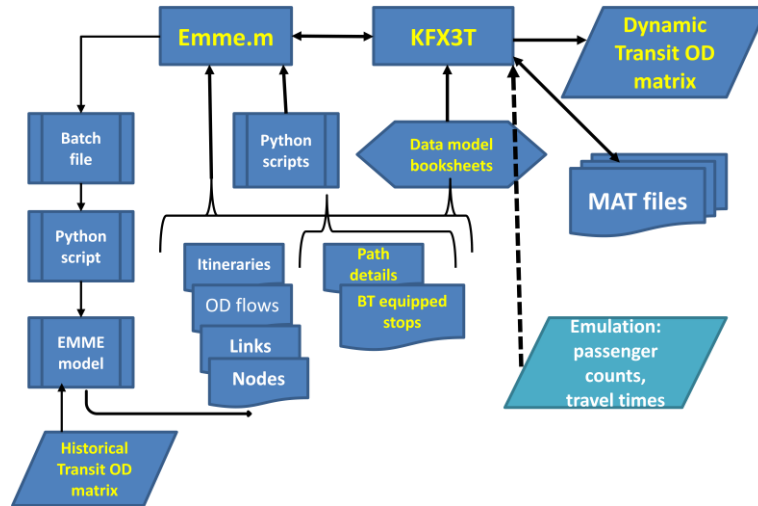 Emme.m
KFX3T
Dynamic
Transit OD
matrix
Batch
file
Python
scripts
Data model
booksheets
MAT files
Python
script
Itineraries
OD flows
Links
Nodes
Path
details
BT equipped
stops
EMME
model
Emulation:
passenger
counts,
travel times
Historical
Transit OD
matrix